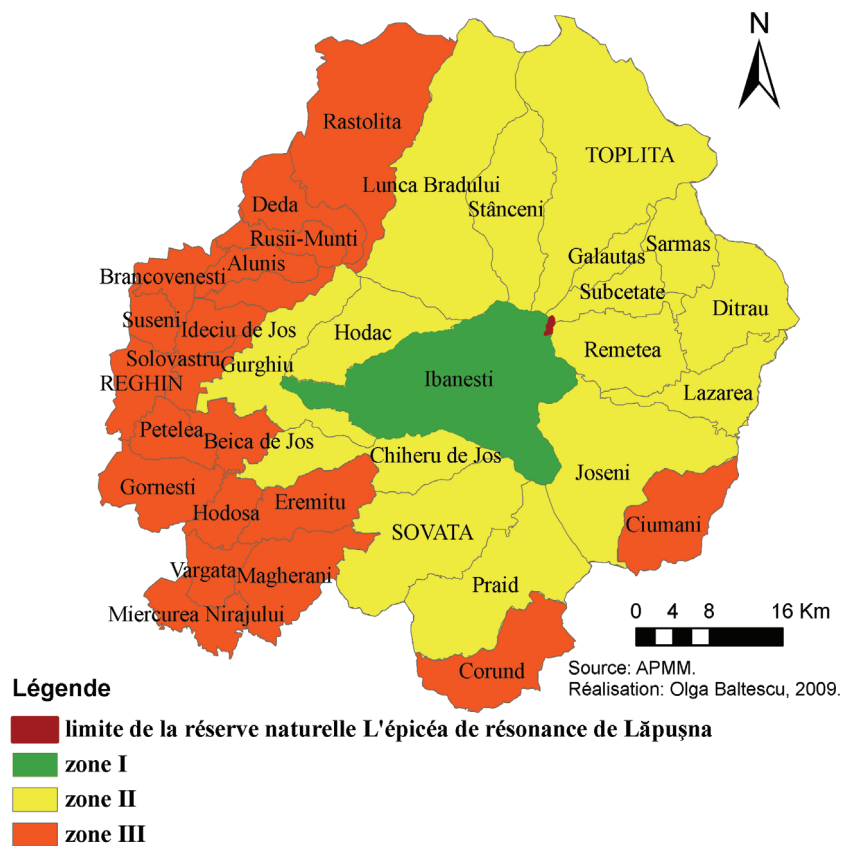 N
Rastolita
TOPLITA
Lunca Bradului
Stânceni
Deda
Rusii-Munti
Sarmas
Galautas
Alunis
Brancovenesti
Subcetate
Ditrau
Suseni
Ideciu de Jos
Hodac
Remetea
Solovastru
Gurghiu
REGHIN
Ibanesti
Lazarea
Petelea
Beica de Jos
Chiheru de Jos
Joseni
Gornesti
Eremitu
Hodosa
Ciumani
SOVATA
Vargata
Magherani
Praid
Miercurea Nirajului
0 4 8 16 Km
Corund
Source: APMM.
Réalisation: Olga Baltescu, 2009.
Légende
limite de la réserve naturelle L'épicéa de résonance de Lăpuşna
zone I
zone II
zone III